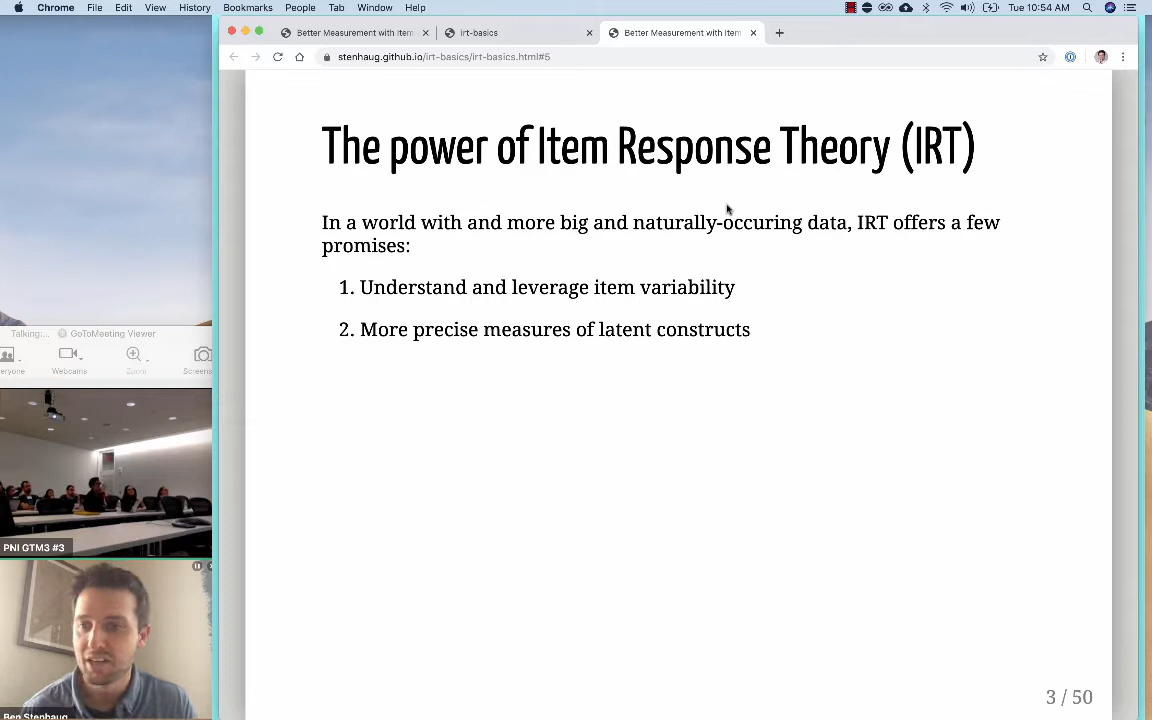 Chrome File Edit View History Bookmarks People Tab Window Help Tue 10:54 AM
Better Measurement with Item irt-basics Better Measurement with Item
stenhaug.github.io/irt-basics/irt-basics.html#5
The power of Item Response Theory (IRT)
In a world with and more big and naturally-occuring data, IRT offers a few
promises:
1. Understand and leverage item variability
2. More precise measures of latent constructs
3 / 50
Talking:... GoToMeeting Viewer
eryone Webcams Zoom Screens
PNI GTM3 #3
Ben Stenhaug